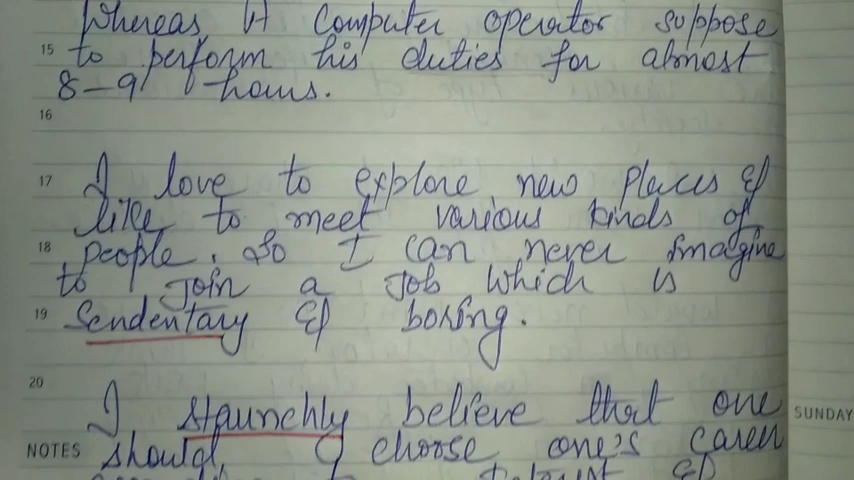 Whereas, A computer operator suppose
15 to perform his duties for almost
8-9 hours.
16
17 I love to explore new places &
like to meet various kinds of
18 people. So I can never imagine
to join a job which is
19 Sendentary & boring.
20
I staunchly believe that one
SUNDAY
NOTES should choose one's career
interest &